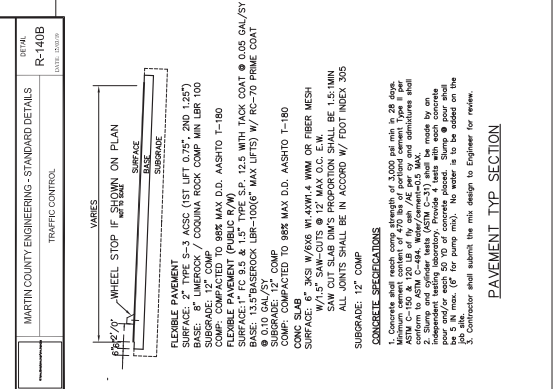 MARTIN COUNTY ENGINEERING - STANDARD DETAILS
TRAFFIC CONTROL
DETAIL
R-140B
DATE:
VARIES
6" 2'/0" WHEEL STOP IF SHOWN ON PLAN
NOT TO SCALE
6"
SURFACE
BASE
SUBGRADE
FLEXIBLE PAVEMENT
SURFACE: 2" TYPE S-3 ACSC (1ST LIFT 0.75", 2ND 1.25")
BASE: 8" LIMEROCK / COQUINA ROCK COMP MIN LBR 100
SUBGRADE: 12" COMP
COMP: COMPACTED TO 98% MAX D.D. AASHTO T-180
FLEXIBLE PAVEMENT (PUBLIC R/W)
SURFACE:1" FC 9.5 & 1.5" TYPE S.P. 12.5 WITH TACK COAT @ 0.05 GAL/SY
BASE: 13.5"BASEROCK LBR-100(6" MAX LIFTS) W/ RC-70 PRIME COAT
@ 0.10 GAL/SY
SUBGRADE: 12" COMP
COMP: COMPACTED TO 98% MAX D.D. AASHTO T-180
CONC SLAB
SURFACE: 6" 3KSI W/6X6 W1.4XW1.4 WWM OR FIBER MESH
W/1.5" SAW-CUTS @ 12' MAX O.C. E.W.
SAW CUT SLAB DIM'S PROPORTION SHALL BE 1.5:1MIN
ALL JOINTS SHALL BE IN ACCORD W/ FDOT INDEX 305
SUBGRADE: 12" COMP
CONCRETE SPECIFICATIONS
1. Concrete shall reach comp strength of 3,000 psi min in 28 days.
Minimum cement content of 470 lbs of portland cement Type II per
ASTM C-150 & 120 LB of fly ash /AE per cy and admixtures shall
conform to ASTM C-494. Water/cement=0.5 MAX.
2. Slump and cylinder tests (ASTM C-31) shall be made by an
independent testing laboratory. Provide 4 tests with each concrete
pour and/or each 50 YD of concrete placed. Slump @ pour shall
be 5 IN max. (6" for pump mix). No water is to be added on the
job site.
3. Contractor shall submit the mix design to Engineer for review.
PAVEMENT TYP SECTION